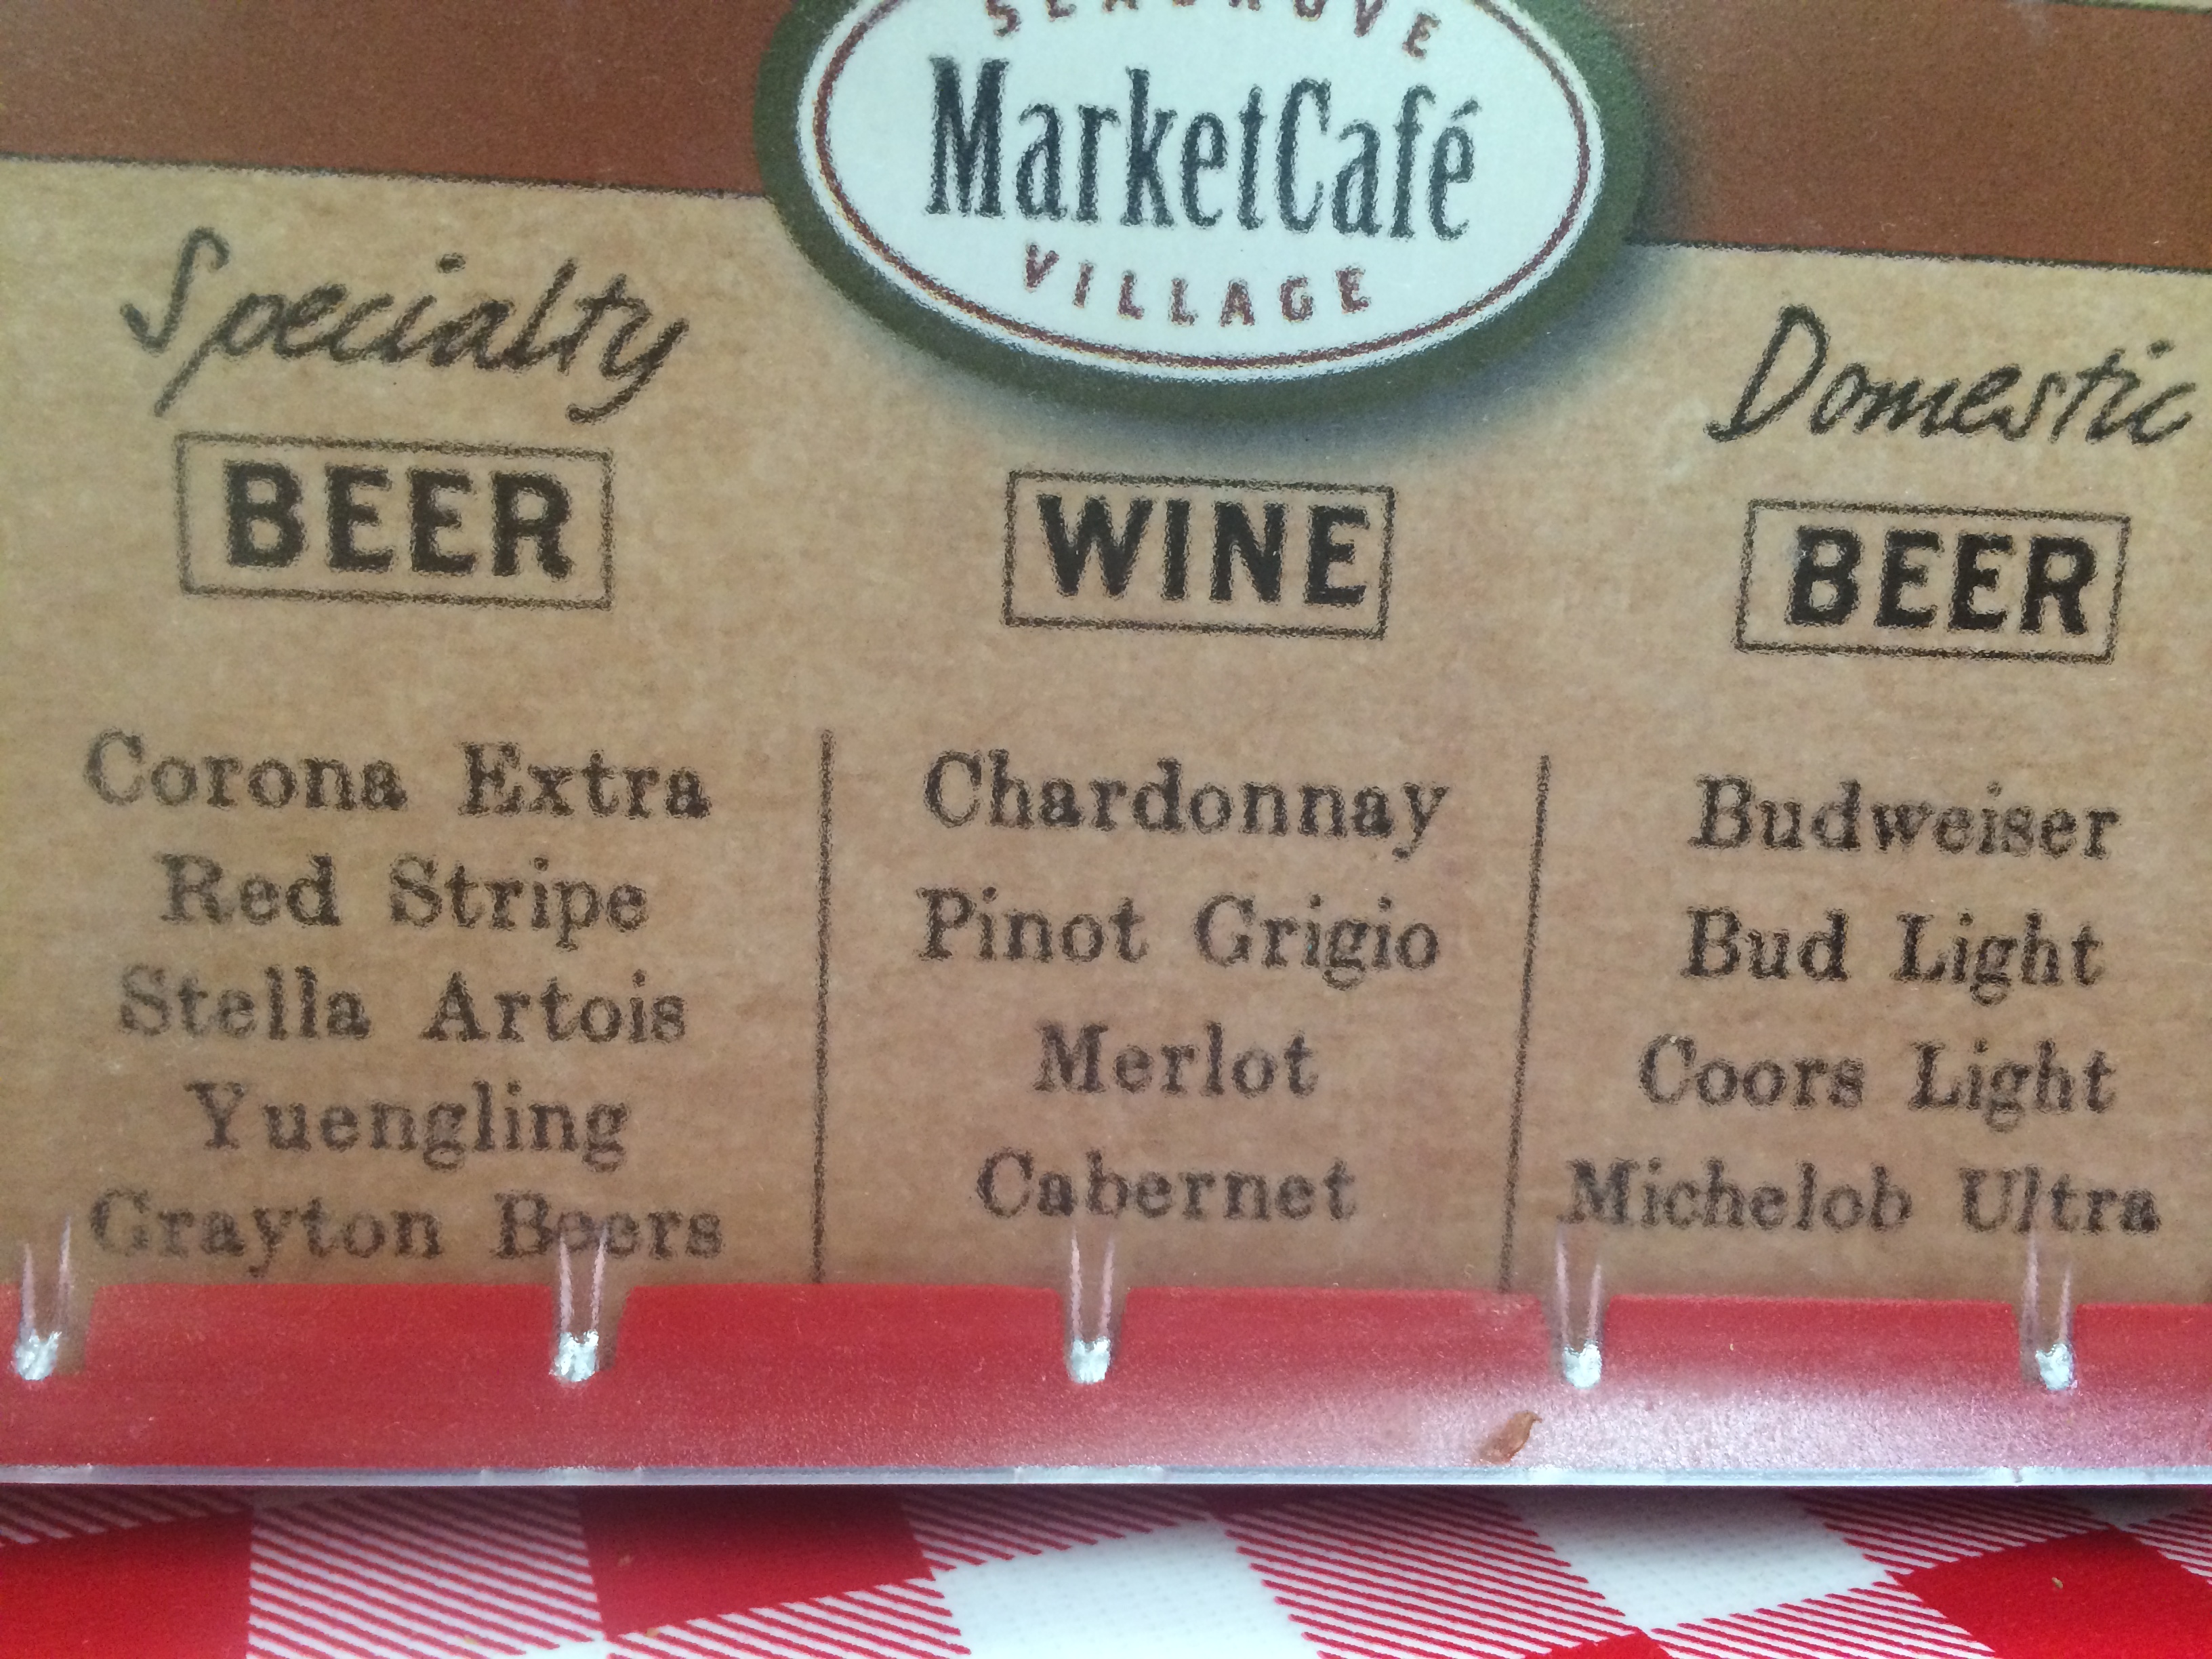 SEAGROVE
MarketCafé
VILLAGE
Specialty
BEER
Corona Extra
Red Stripe
Stella Artois
Yuengling
Grayton Beers
WINE
Chardonnay
Pinot Grigio
Merlot
Cabernet
Domestic
BEER
Budweiser
Bud Light
Coors Light
Michelob Ultra